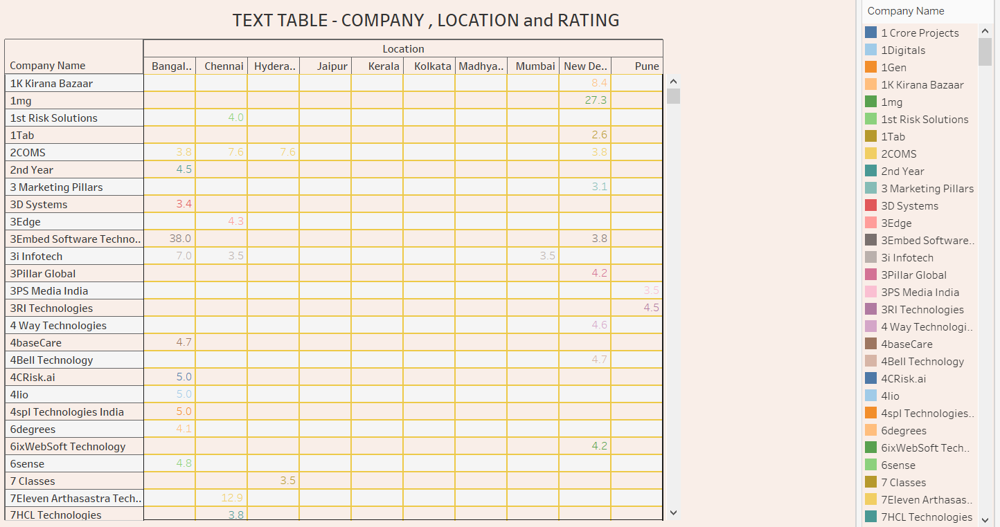 TEXT TABLE - COMPANY , LOCATION and RATING
Location
Company Name Bangal.. Chennai Hydera.. Jaipur Kerala Kolkata Madhya.. Mumbai New De.. Pune
1K Kirana Bazaar 8.4
1mg 27.3
1st Risk Solutions 4.0
1Tab 2.6
2COMS 3.8 7.6 7.6 3.8
2nd Year 4.5
3 Marketing Pillars 3.1
3D Systems 3.4
3Edge 4.3
3Embed Software Techno.. 38.0 3.8
3i Infotech 7.0 3.5 3.5
3Pillar Global 4.2
3PS Media India 3.5
3RI Technologies 4.5
4 Way Technologies 4.6
4baseCare 4.7
4Bell Technology 4.7
4CRisk.ai 5.0
4lio 5.0
4spl Technologies India 5.0
6degrees 4.1
6ixWebSoft Technology 4.2
6sense 4.8
7 Classes 3.5
7Eleven Arthasastra Tech.. 12.9
7HCL Technologies 3.8
Company Name
1 Crore Projects
1Digitals
1Gen
1K Kirana Bazaar
1mg
1st Risk Solutions
1Tab
2COMS
2nd Year
3 Marketing Pillars
3D Systems
3Edge
3Embed Software..
3i Infotech
3Pillar Global
3PS Media India
3RI Technologies
4 Way Technologi..
4baseCare
4Bell Technology
4CRisk.ai
4lio
4spl Technologies..
6degrees
6ixWebSoft Tech..
6sense
7 Classes
7Eleven Arthasas..
7HCL Technologies